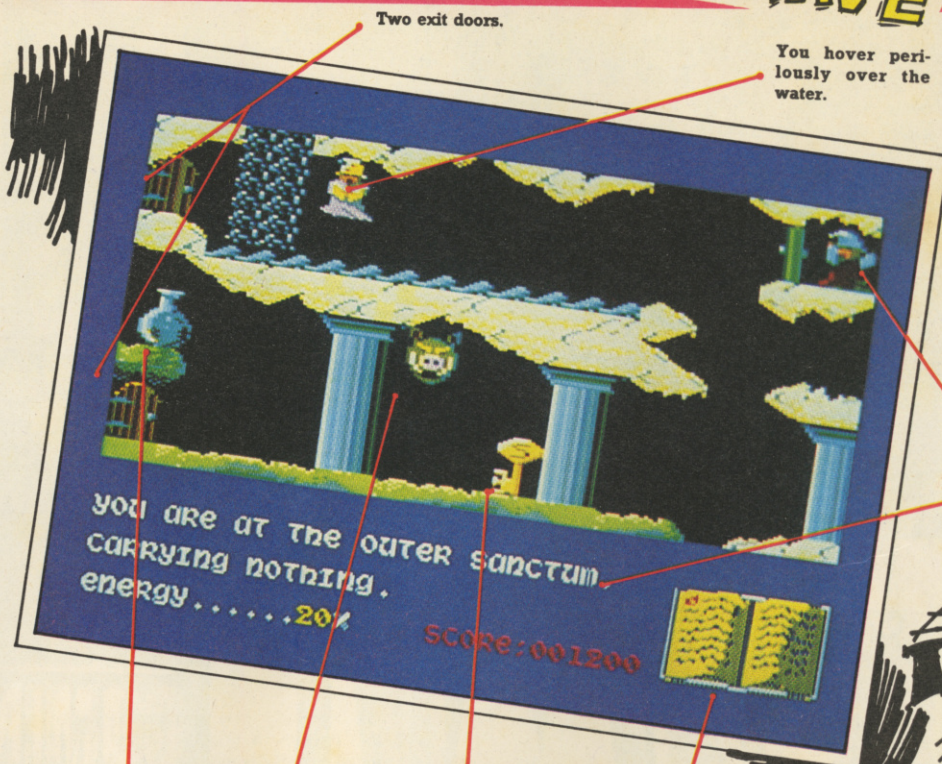 Two exit doors.
You hover peri-
lously over the
water.
you are at the outer sanctum
carrying nothing.
energy......20%
SCORE:001200